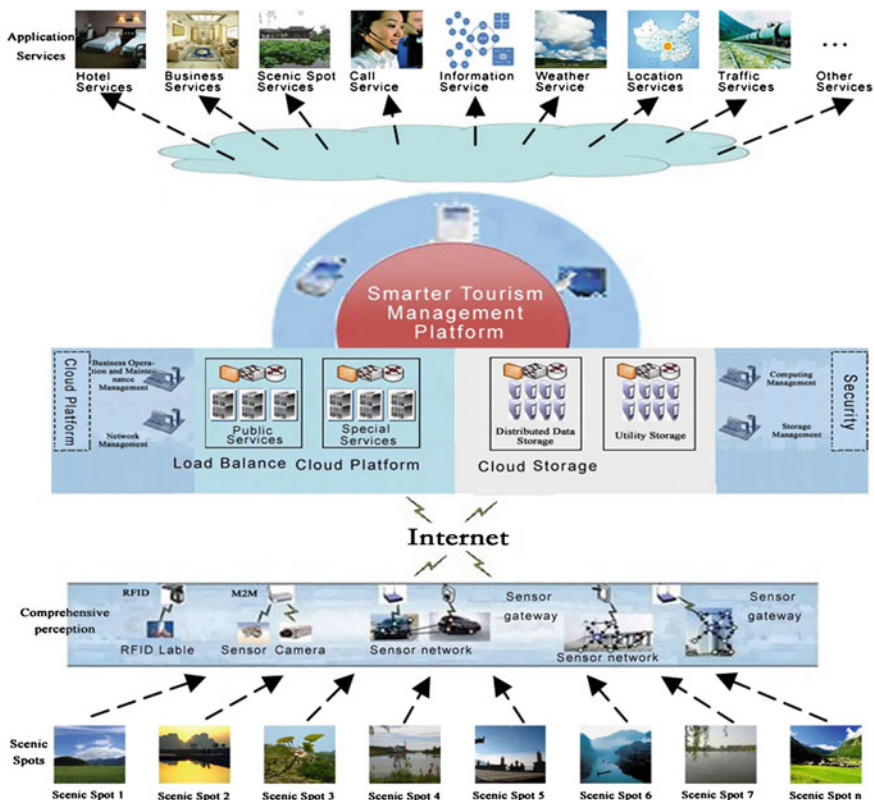 Application
Services
Hotel
Services
Business
Services
Scenic Spot
Services
Call
Service
Information
Service
Weather
Service
Location
Services
Traffic
Services
...
Other
Services
Smarter Tourism
Management
Platform
Cloud Platform
Business Opera-
tion and Mainte-
nance
Management
Network
Management
Public
Services
Special
Services
Load Balance
Cloud Platform
Distributed Data
Storage
Utility Storage
Cloud Storage
Computing
Management
Storage
Management
Security
Internet
Comprehensive
perception
RFID
RFID Lable
M2M
Sensor
Camera
Sensor network
Sensor
gateway
Sensor network
Sensor
gateway
Scenic
Spots
Scenic Spot 1
Scenic Spot 2
Scenic Spot 3
Scenic Spot 4
Scenic Spot 5
Scenic Spot 6
Scenic Spot 7
Scenic Spot n